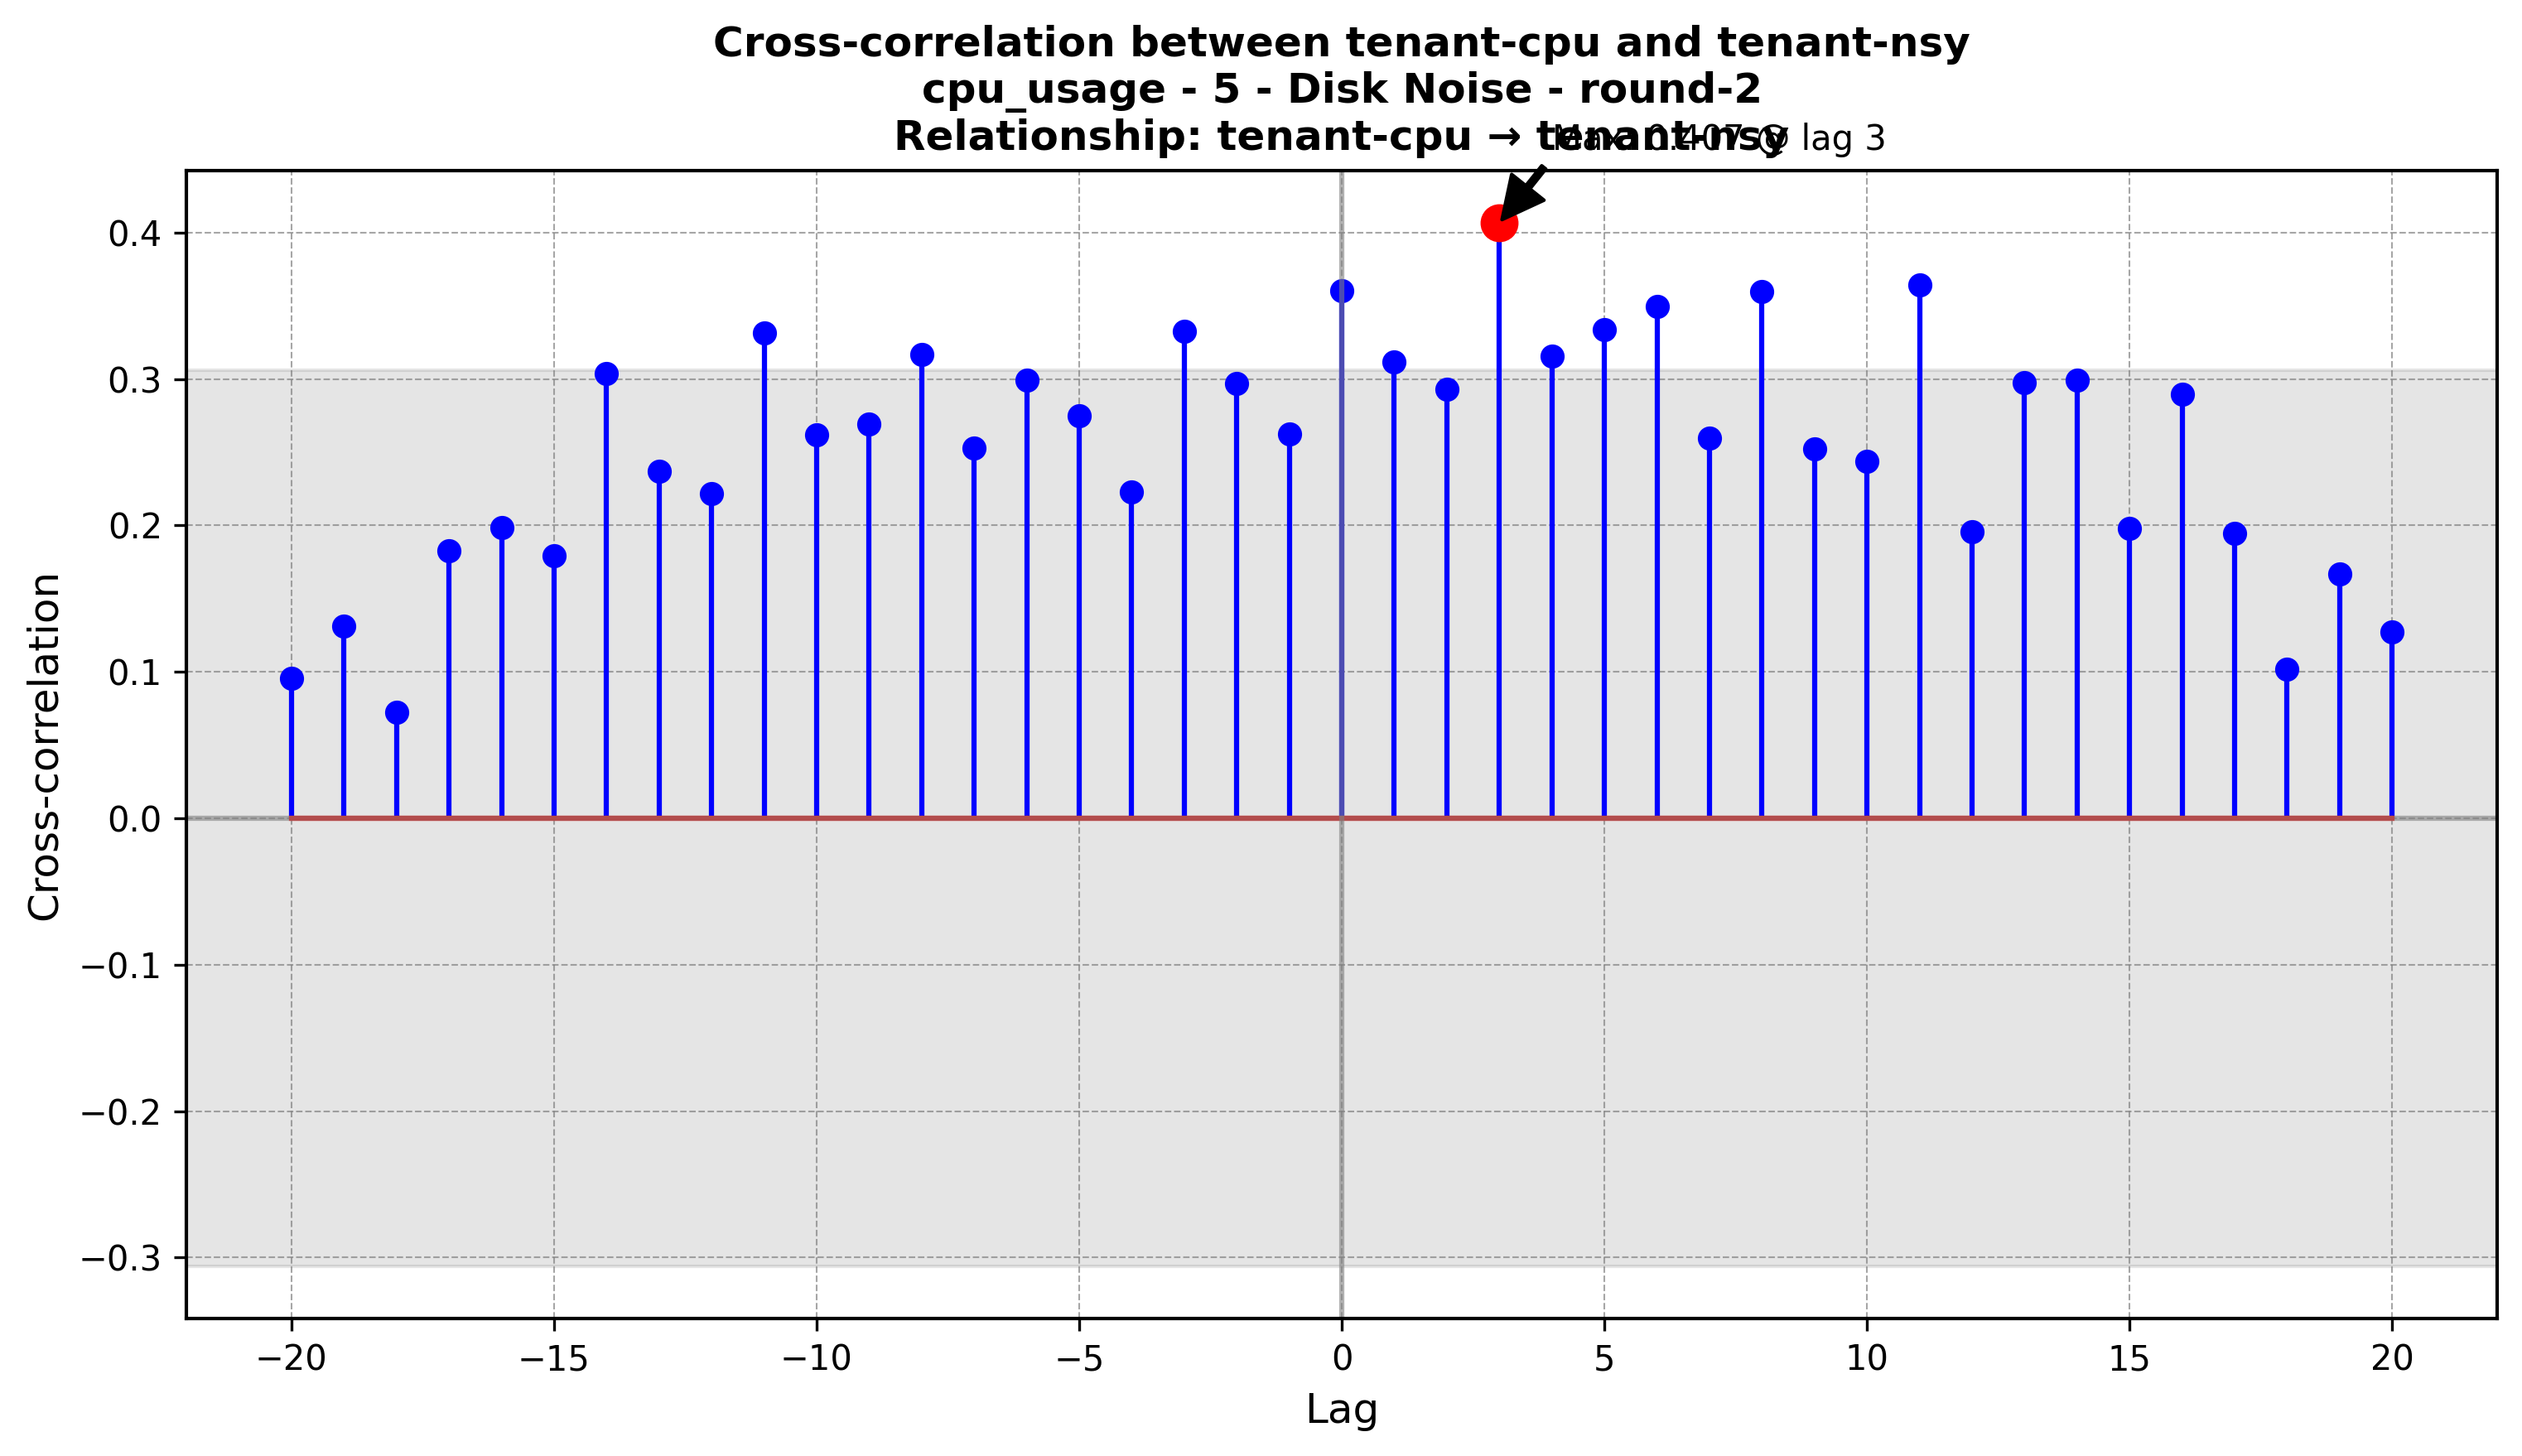 Cross-correlation between tenant-cpu and tenant-nsy
cpu_usage - 5 - Disk Noise - round-2
Relationship: tenant-cpu → tenant-nsy
Max: 0.407 @ lag 3
Cross-correlation
0.4
0.3
0.2
0.1
0.0
−0.1
−0.2
−0.3
−20
−15
−10
−5
0
5
10
15
20
Lag